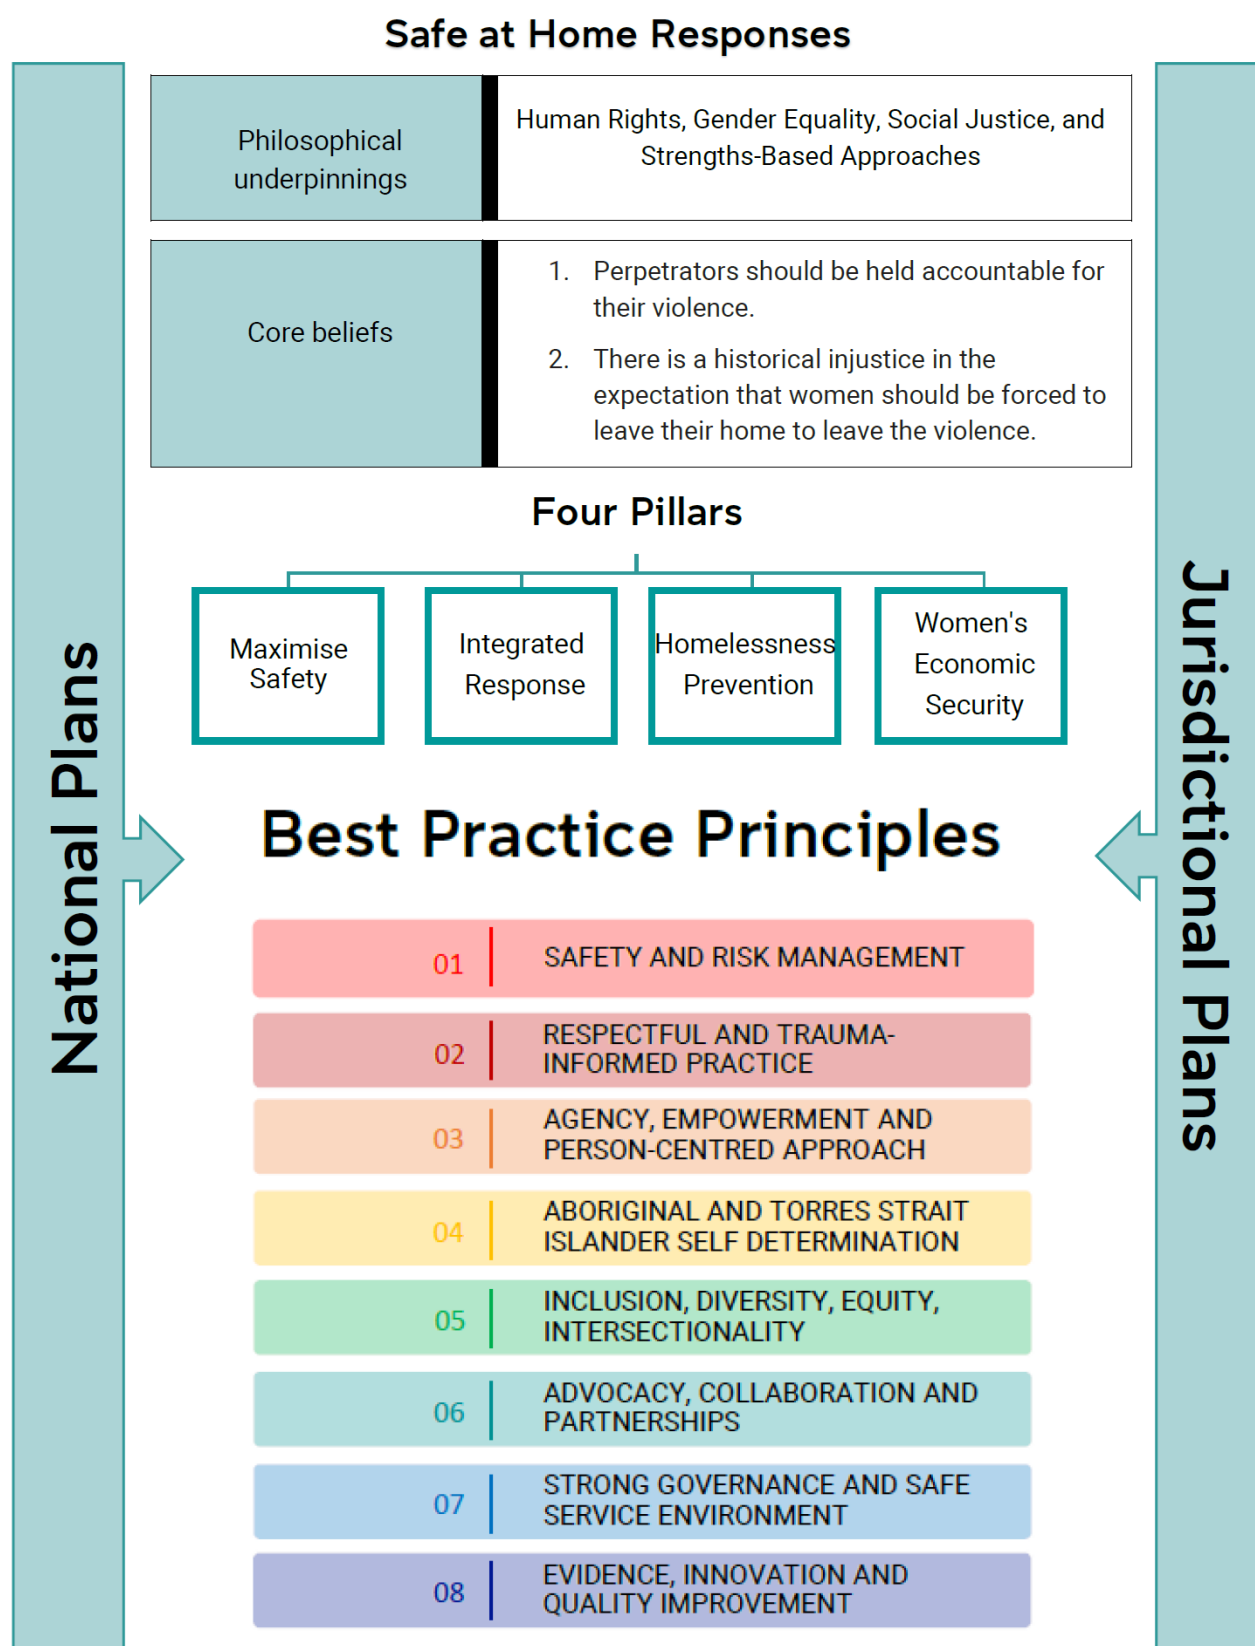 Safe at Home Responses
Philosophical
underpinnings
Human Rights, Gender Equality, Social Justice, and
Strengths-Based Approaches
Core beliefs
1. Perpetrators should be held accountable for
their violence.
2. There is a historical injustice in the
expectation that women should be forced to
leave their home to leave the violence.
Four Pillars
Maximise
Safety
Integrated
Response
Homelessness
Prevention
Women's
Economic
Security
National Plans
Jurisdictional Plans
Best Practice Principles
01 SAFETY AND RISK MANAGEMENT
02 RESPECTFUL AND TRAUMA-
INFORMED PRACTICE
03 AGENCY, EMPOWERMENT AND
PERSON-CENTRED APPROACH
04 ABORIGINAL AND TORRES STRAIT
ISLANDER SELF DETERMINATION
05 INCLUSION, DIVERSITY, EQUITY,
INTERSECTIONALITY
06 ADVOCACY, COLLABORATION AND
PARTNERSHIPS
07 STRONG GOVERNANCE AND SAFE
SERVICE ENVIRONMENT
08 EVIDENCE, INNOVATION AND
QUALITY IMPROVEMENT